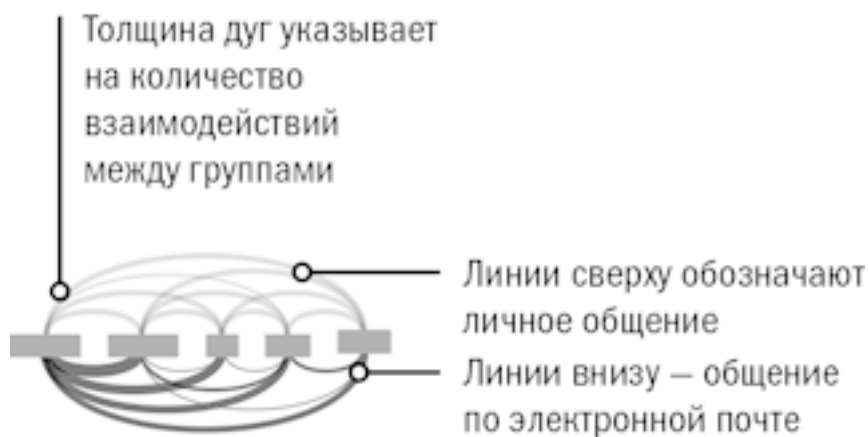 Толщина дуг указывает
на количество
взаимодействий
между группами
Линии сверху обозначают
личное общение
Линии внизу — общение
по электронной почте